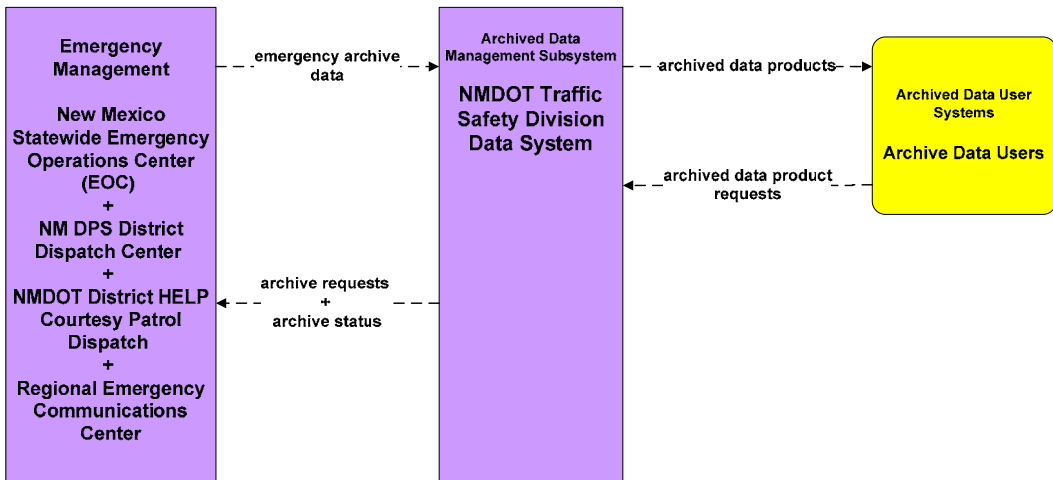 Emergency
Management
New Mexico
Statewide Emergency
Operations Center
(EOC)
+
NM DPS District
Dispatch Center
+
NMDOT District HELP
Courtesy Patrol
Dispatch
+
Regional Emergency
Communications
Center
emergency archive
data
archive requests
+
archive status
Archived Data
Management Subsystem
NMDOT Traffic
Safety Division
Data System
archived data products
archived data product
requests
Archived Data User
Systems
Archive Data Users